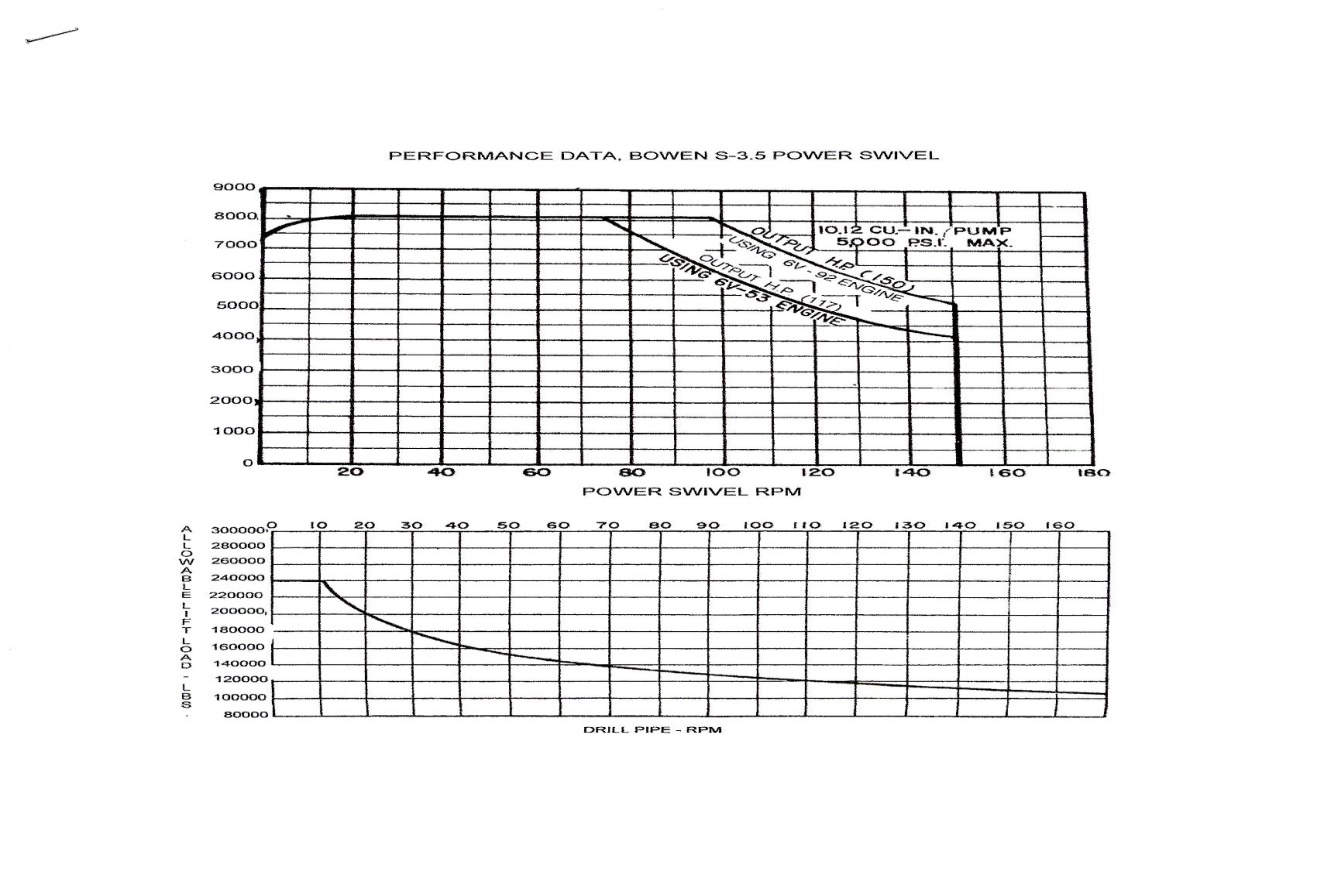 PERFORMANCE DATA, BOWEN S-3.5 POWER SWIVEL
9000
8000
7000
6000
5000
4000
3000
2000
1000
0
10.12 CU.-IN. PUMP
5,000 P.S.I. MAX.
OUTPUT H.P. (150)
USING 6V-92 ENGINE
OUTPUT H.P. (117)
USING 6V-53 ENGINE
20 40 60 80 100 120 140 160 180
POWER SWIVEL RPM
0 10 20 30 40 50 60 70 80 90 100 110 120 130 140 150 160
ALLOWABLE LIFT LOAD - LBS.
300000
280000
260000
240000
220000
200000
180000
160000
140000
120000
100000
80000
DRILL PIPE - RPM